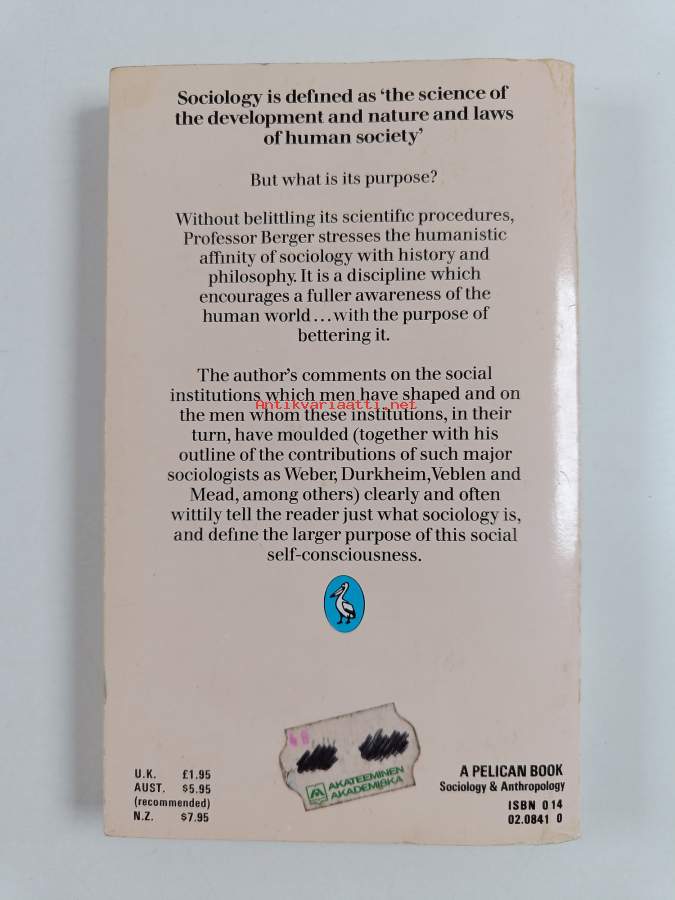 Sociology is defined as ‘the science of
the development and nature and laws
of human society’
But what is its purpose?
Without belittling its scientific procedures,
Professor Berger stresses the humanistic
affinity of sociology with history and
philosophy. It is a discipline which
encourages a fuller awareness of the
human world...with the purpose of
bettering it.
The author’s comments on the social
institutions which men have shaped and on
Antikvariaatti.net
the men whom these institutions, in their
turn, have moulded (together with his
outline of the contributions of such major
sociologists as Weber, Durkheim, Veblen and
Mead, among others) clearly and often
wittily tell the reader just what sociology is,
and define the larger purpose of this social
self-consciousness.
AKATEEMINEN
AKADEMISKA
U.K. £1.95
AUST. $5.95
(recommended)
N.Z. $7.95
A PELICAN BOOK
Sociology & Anthropology
ISBN 0 14
02.0841 0